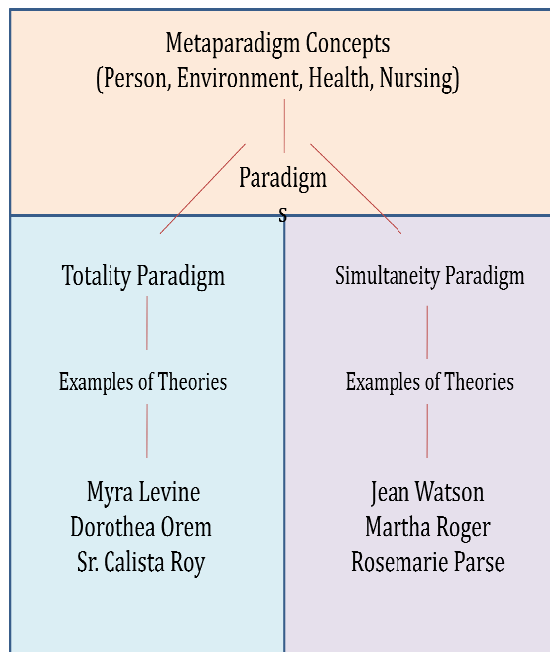 Metaparadigm Concepts
(Person, Environment, Health, Nursing)
Paradigm
s
Totality Paradigm
Examples of Theories
Myra Levine
Dorothea Orem
Sr. Calista Roy
Simultaneity Paradigm
Examples of Theories
Jean Watson
Martha Roger
Rosemarie Parse